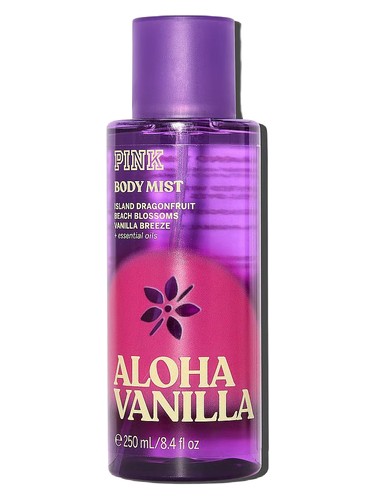 PINK
BODY MIST
ISLAND DRAGONFRUIT
BEACH BLOSSOMS
VANILLA BREEZE
+ essential oils
ALOHA
VANILLA
℮ 250 mL/8.4 fl oz